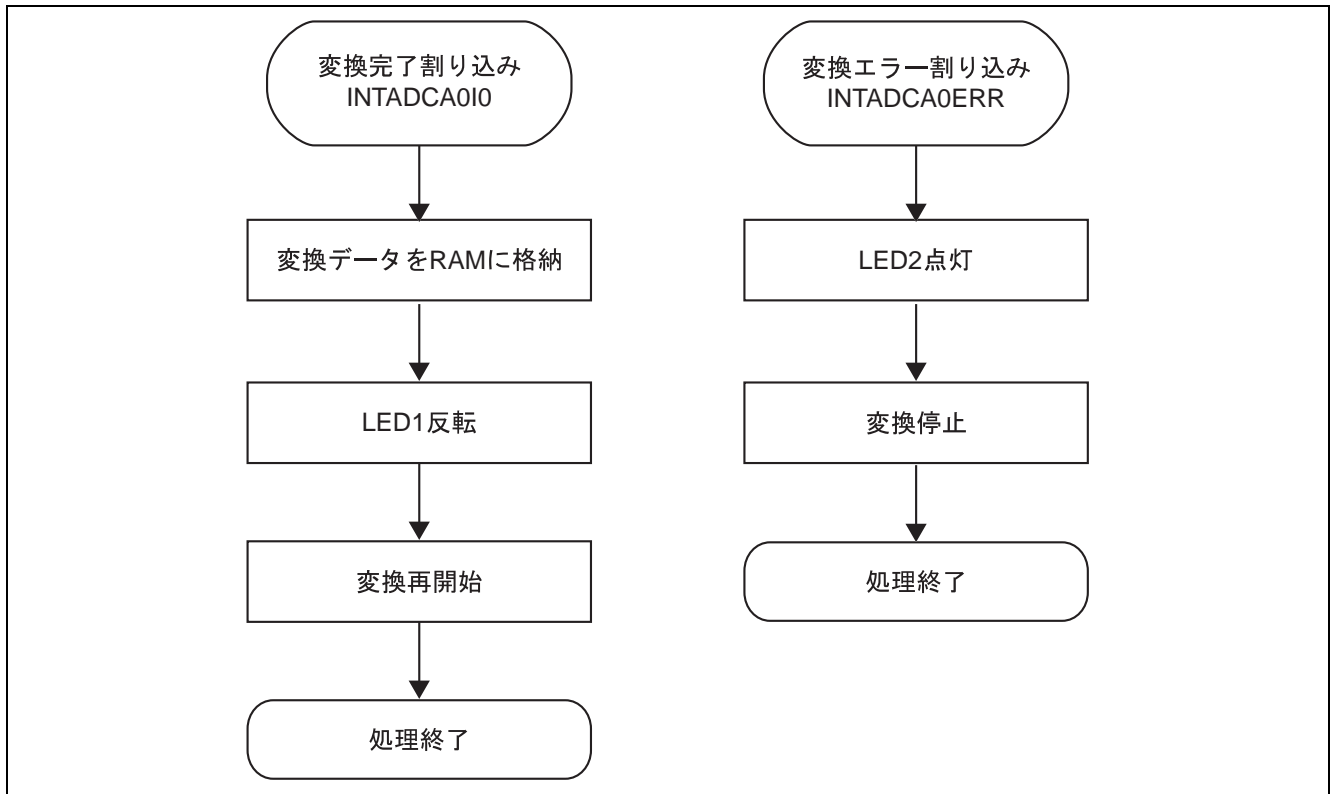 変換完了割り込み
INTADCA0I0
変換データをRAMに格納
LED1反転
変換再開始
処理終了
変換エラー割り込み
INTADCA0ERR
LED2点灯
変換停止
処理終了